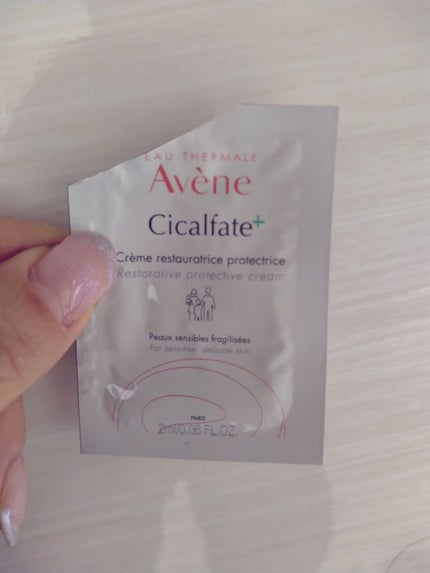 EAU THERMALE
Avène
Cicalfate+
Crème restauratrice protectrice
Restorative protective cream
Peaux sensibles fragilisées
For sensitive, delicate skin
PARIS
2ml/0.06 FL.OZ.